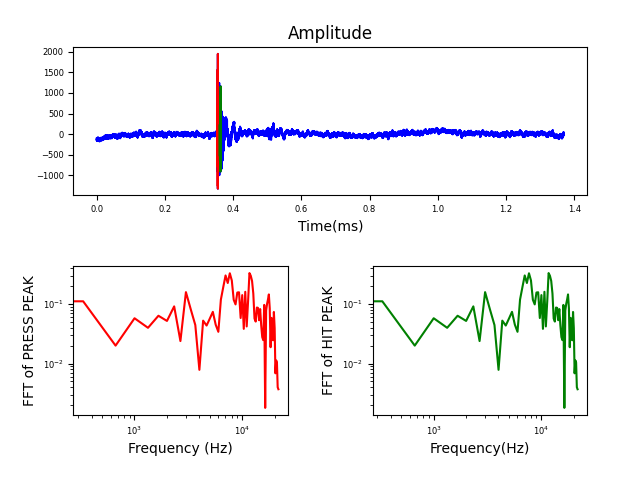 Amplitude
2000
1500
1000
500
0
−500
−1000
0.0 0.2 0.4 0.6 0.8 1.0 1.2 1.4
Time(ms)
FFT of PRESS PEAK
10⁻¹
10⁻²
10³ 10⁴
Frequency (Hz)
FFT of HIT PEAK
10⁻¹
10⁻²
10³ 10⁴
Frequency(Hz)